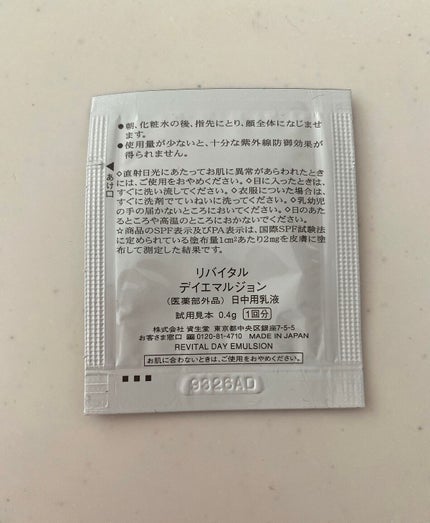 ●朝、化粧水の後、指先にとり、顔全体になじませ
ます。
●使用量が少ないと、十分な紫外線防御効果が
得られません。
◀あけ口
◇直射日光にあたってお肌に異常があらわれたとき
には、ご使用をおやめください。◇目に入ったときは、
すぐに洗い流してください。◇衣服についた場合は、
すぐに洗剤でていねいに洗ってください。◇乳幼児
の手の届かないところにおいてください。◇日のあた
るところや高温のところにおかないでください。
☆商品のSPF表示及びPA表示は、国際SPF試験法
に定められている塗布量1cm²あたり2mgを皮膚に塗
布して測定した結果です。
リバイタル
デイエマルジョン
(医薬部外品) 日中用乳液
試用見本 0.4g 1回分
株式会社 資生堂 東京都中央区銀座7-5-5
お客さま窓口 ☎0120-81-4710 MADE IN JAPAN
REVITAL DAY EMULSION
お肌に合わないときは、ご使用をおやめください。
9326AD